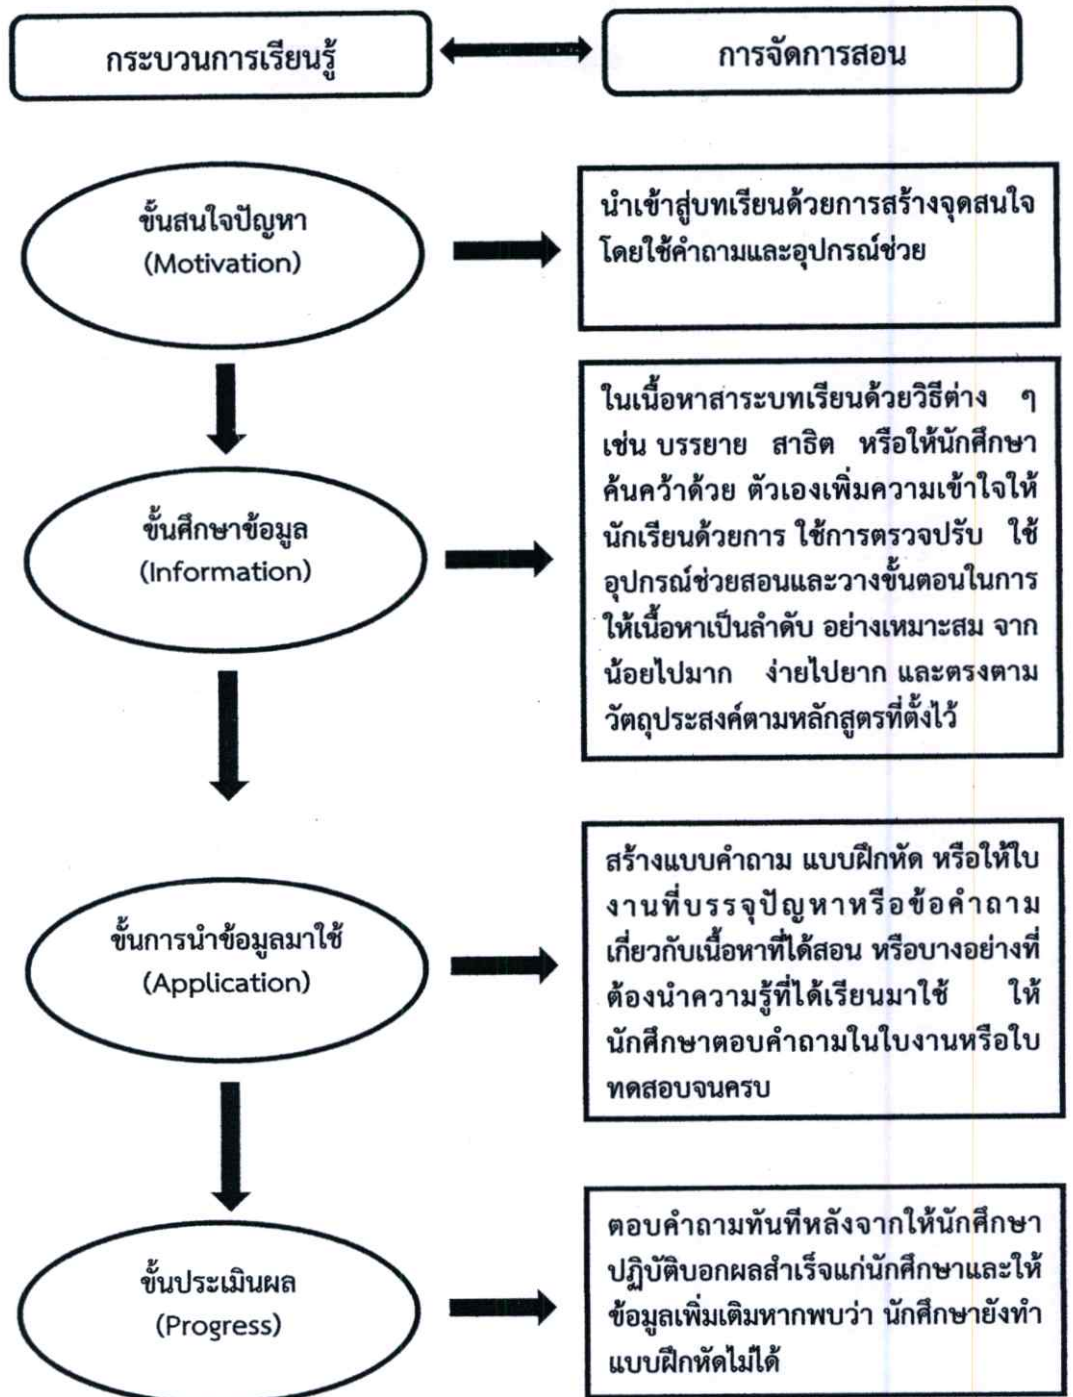 กระบวนการเรียนรู้
การจัดการสอน
ขั้นสนใจปัญหา
(Motivation)
นำเข้าสู่บทเรียนด้วยการสร้างจุดสนใจ
โดยใช้คำถามและอุปกรณ์ช่วย
ขั้นศึกษาข้อมูล
(Information)
ในเนื้อหาสาระบทเรียนด้วยวิธีต่าง ๆ
เช่น บรรยาย สาธิต หรือให้นักศึกษา
ค้นคว้าด้วย ตัวเองเพิ่มความเข้าใจให้
นักเรียนด้วยการ ใช้การตรวจปรับ ใช้
อุปกรณ์ช่วยสอนและวางขั้นตอนในการ
ให้เนื้อหาเป็นลำดับ อย่างเหมาะสม จาก
น้อยไปมาก ง่ายไปยาก และตรงตาม
วัตถุประสงค์ตามหลักสูตรที่ตั้งไว้
ขั้นการนำข้อมูลมาใช้
(Application)
สร้างแบบคำถาม แบบฝึกหัด หรือให้ใบ
งานที่บรรจุปัญหาหรือข้อคำถาม
เกี่ยวกับเนื้อหาที่ได้สอน หรือบางอย่างที่
ต้องนำความรู้ที่ได้เรียนมาใช้ ให้
นักศึกษาตอบคำถามในใบงานหรือใบ
ทดสอบจนครบ
ขั้นประเมินผล
(Progress)
ตอบคำถามทันทีหลังจากให้นักศึกษา
ปฏิบัติบอกผลสำเร็จแก่นักศึกษาและให้
ข้อมูลเพิ่มเติมหากพบว่า นักศึกษายังทำ
แบบฝึกหัดไม่ได้